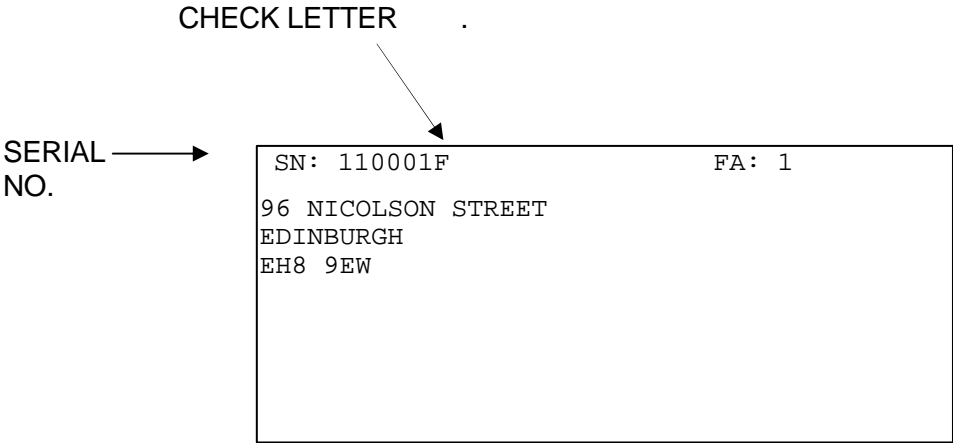 CHECK LETTER .
SERIAL
NO.
SN: 110001F FA: 1
96 NICOLSON STREET
EDINBURGH
EH8 9EW